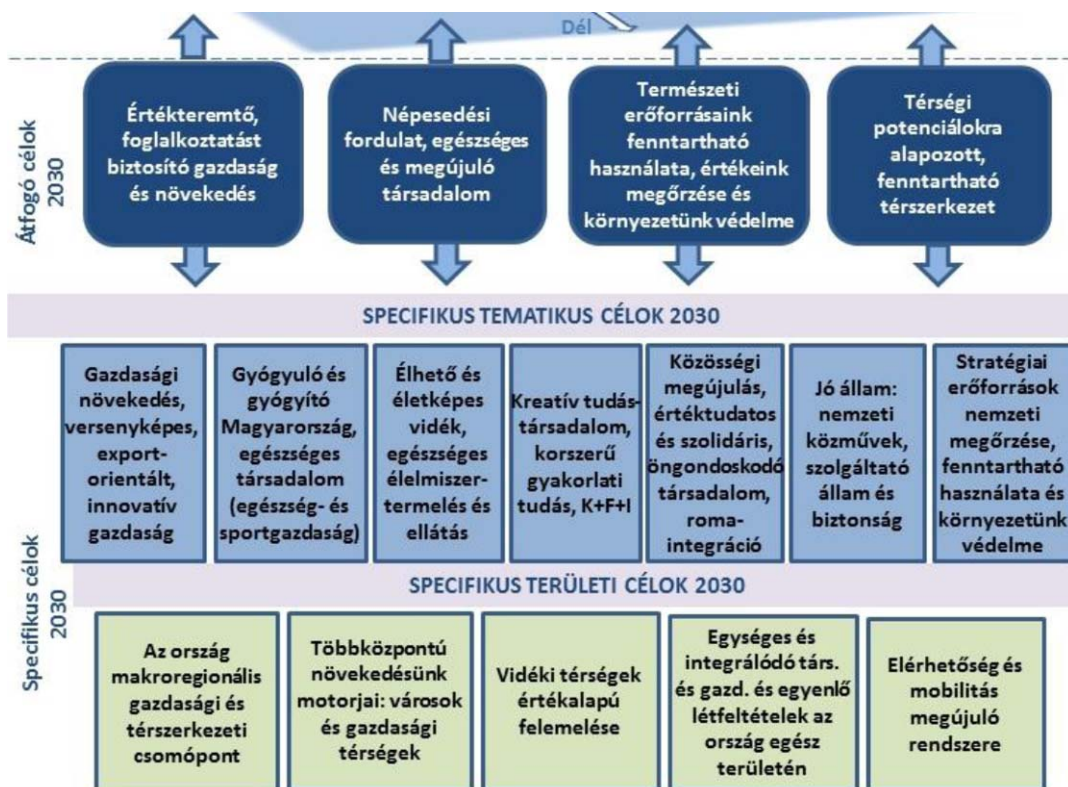 Dél
Átfogó célok
2030
Értékteremtő,
foglalkoztatást
biztosító gazdaság
és növekedés
Népesedési
fordulat, egészséges
és megújuló
társadalom
Természeti
erőforrásaink
fenntartható
használata, értékeink
megőrzése és
környezetünk védelme
Térségi
potenciálokra
alapozott,
fenntartható
térszerkezet
SPECIFIKUS TEMATIKUS CÉLOK 2030
Specifikus célok
2030
Gazdasági
növekedés,
versenyképes,
export-
orientált,
innovatív
gazdaság
Gyógyuló és
gyógyító
Magyarország,
egészséges
társadalom
(egészség- és
sportgazdaság)
Élhető és
életképes
vidék,
egészséges
élelmiszer-
termelés és
ellátás
Kreatív tudás-
társadalom,
korszerű
gyakorlati
tudás, K+F+I
Közösségi
megújulás,
értéktudatos
és szolidáris,
öngondoskodó
társadalom,
roma-
integráció
Jó állam:
nemzeti
közművek,
szolgáltató
állam és
biztonság
Stratégiai
erőforrások
nemzeti
megőrzése,
fenntartható
használata és
környezetünk
védelme
SPECIFIKUS TERÜLETI CÉLOK 2030
Az ország
makroregionális
gazdasági és
térszerkezeti
csomópont
Többközpontú
növekedésünk
motorjai: városok
és gazdasági
térségek
Vidéki térségek
értékalapú
felemelése
Egységes és
integrálódó társ.
és gazd. és egyenlő
létfeltételek az
ország egész
területén
Elérhetőség és
mobilitás
megújuló
rendszere